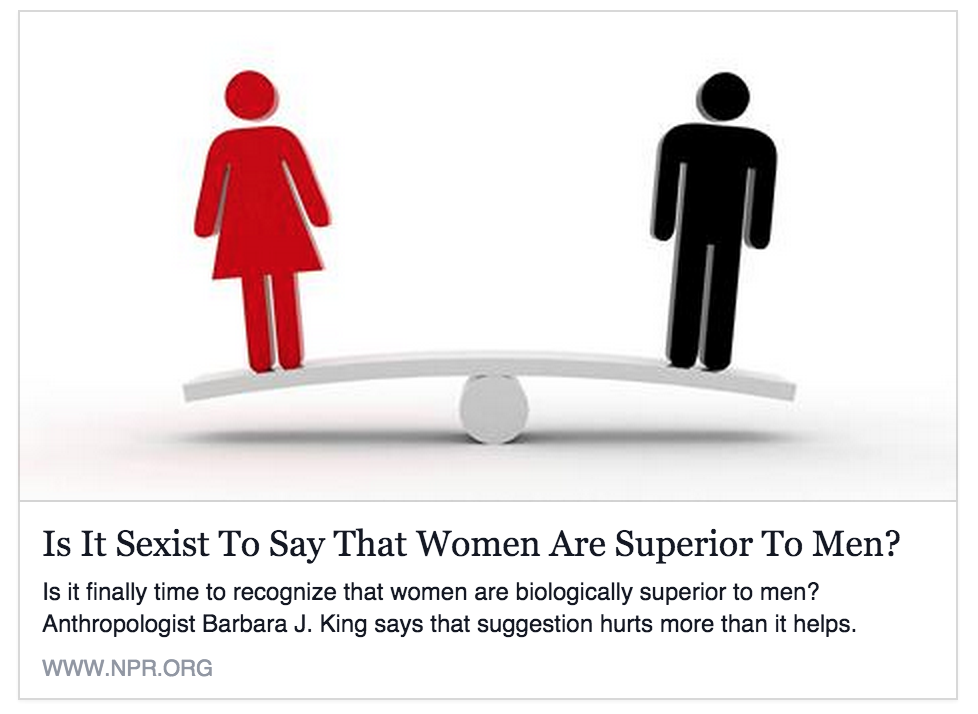 Is It Sexist To Say That Women Are Superior To Men?
Is it finally time to recognize that women are biologically superior to men?
Anthropologist Barbara J. King says that suggestion hurts more than it helps.
WWW.NPR.ORG